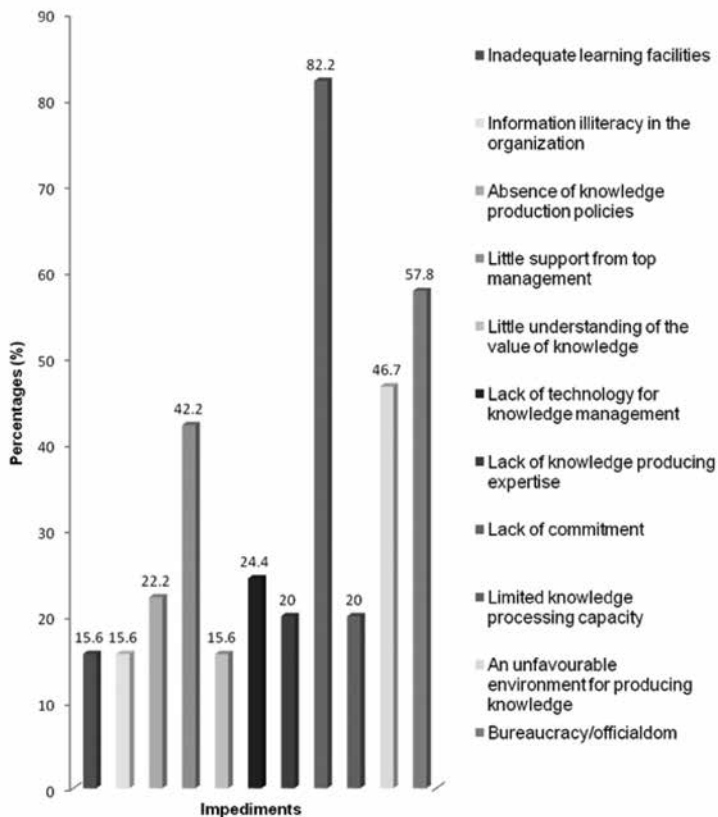 90
80
70
60
50
40
30
20
10
0
Percentages (%)
15.6
15.6
22.2
42.2
15.6
24.4
20
82.2
20
46.7
57.8
Impediments
Inadequate learning facilities
Information illiteracy in the
organization
Absence of knowledge
production policies
Little support from top
management
Little understanding of the
value of knowledge
Lack of technology for
knowledge management
Lack of knowledge producing
expertise
Lack of commitment
Limited knowledge
processing capacity
An unfavourable
environment for producing
knowledge
Bureaucracy/officialdom